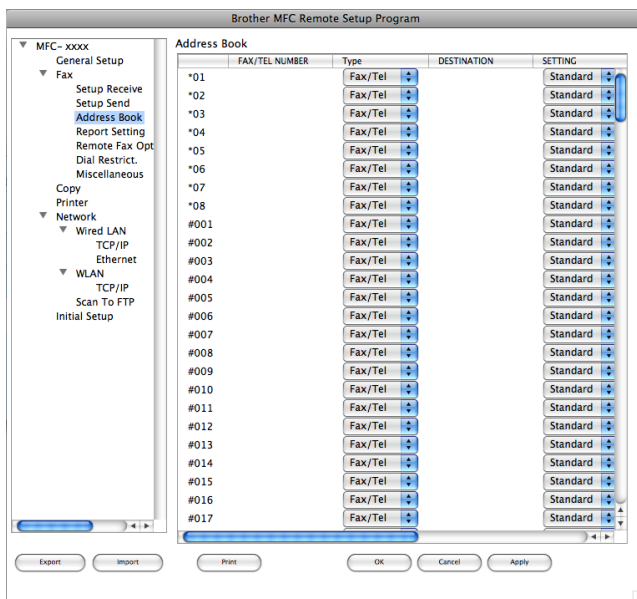 Brother MFC Remote Setup Program
MFC- xxxx
General Setup
Fax
Setup Receive
Setup Send
Address Book
Report Setting
Remote Fax Opt
Dial Restrict.
Miscellaneous
Copy
Printer
Network
Wired LAN
TCP/IP
Ethernet
WLAN
TCP/IP
Scan To FTP
Initial Setup
Address Book
FAX/TEL NUMBER Type DESTINATION SETTING
*01 Fax/Tel Standard
*02 Fax/Tel Standard
*03 Fax/Tel Standard
*04 Fax/Tel Standard
*05 Fax/Tel Standard
*06 Fax/Tel Standard
*07 Fax/Tel Standard
*08 Fax/Tel Standard
#001 Fax/Tel Standard
#002 Fax/Tel Standard
#003 Fax/Tel Standard
#004 Fax/Tel Standard
#005 Fax/Tel Standard
#006 Fax/Tel Standard
#007 Fax/Tel Standard
#008 Fax/Tel Standard
#009 Fax/Tel Standard
#010 Fax/Tel Standard
#011 Fax/Tel Standard
#012 Fax/Tel Standard
#013 Fax/Tel Standard
#014 Fax/Tel Standard
#015 Fax/Tel Standard
#016 Fax/Tel Standard
#017 Fax/Tel Standard
Export Import Print OK Cancel Apply